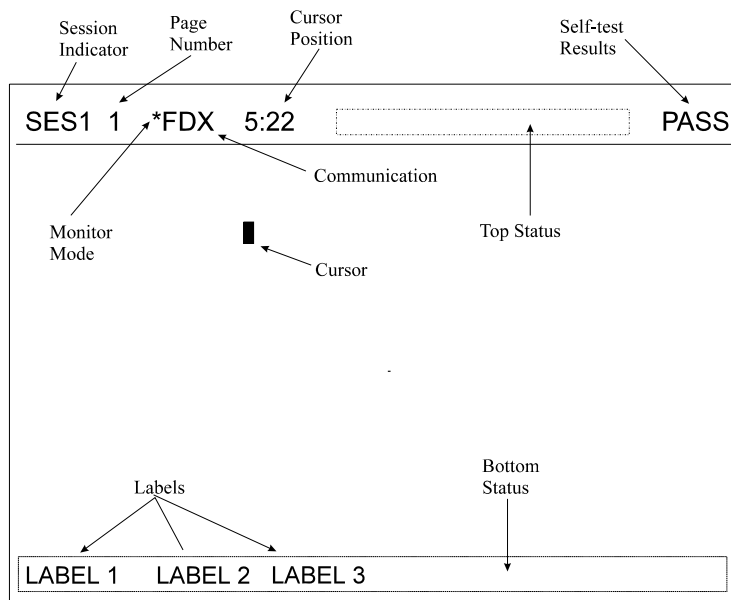 Session
Indicator
Page
Number
Cursor
Position
Self-test
Results
SES1 1 *FDX 5:22 PASS
Communication
Monitor
Mode
Top Status
Cursor
Labels
Bottom
Status
LABEL 1 LABEL 2 LABEL 3